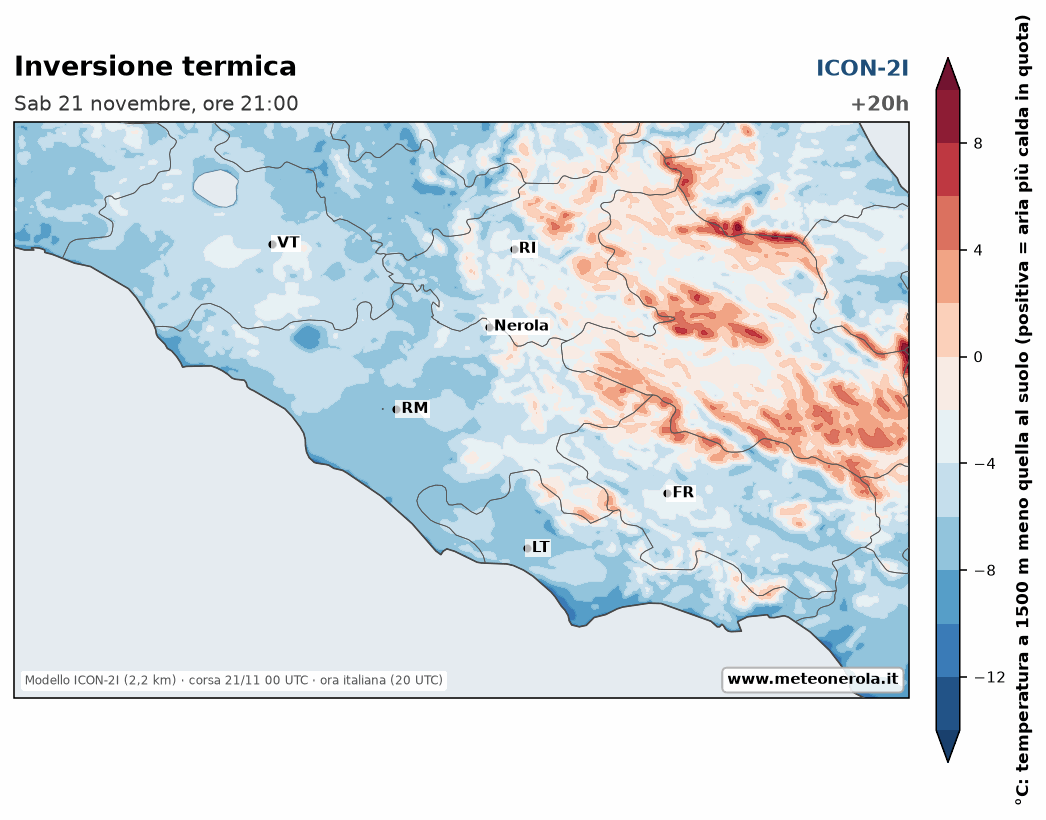 Inversione termica
ICON-2I
Sab 21 novembre, ore 21:00
+20h
VT
RI
Nerola
RM
FR
LT
Modello ICON-2I (2,2 km) · corsa 21/11 00 UTC · ora italiana (20 UTC)
www.meteonerola.it
8
4
0
−4
−8
−12
°C: temperatura a 1500 m meno quella al suolo (positiva = aria più calda in quota)